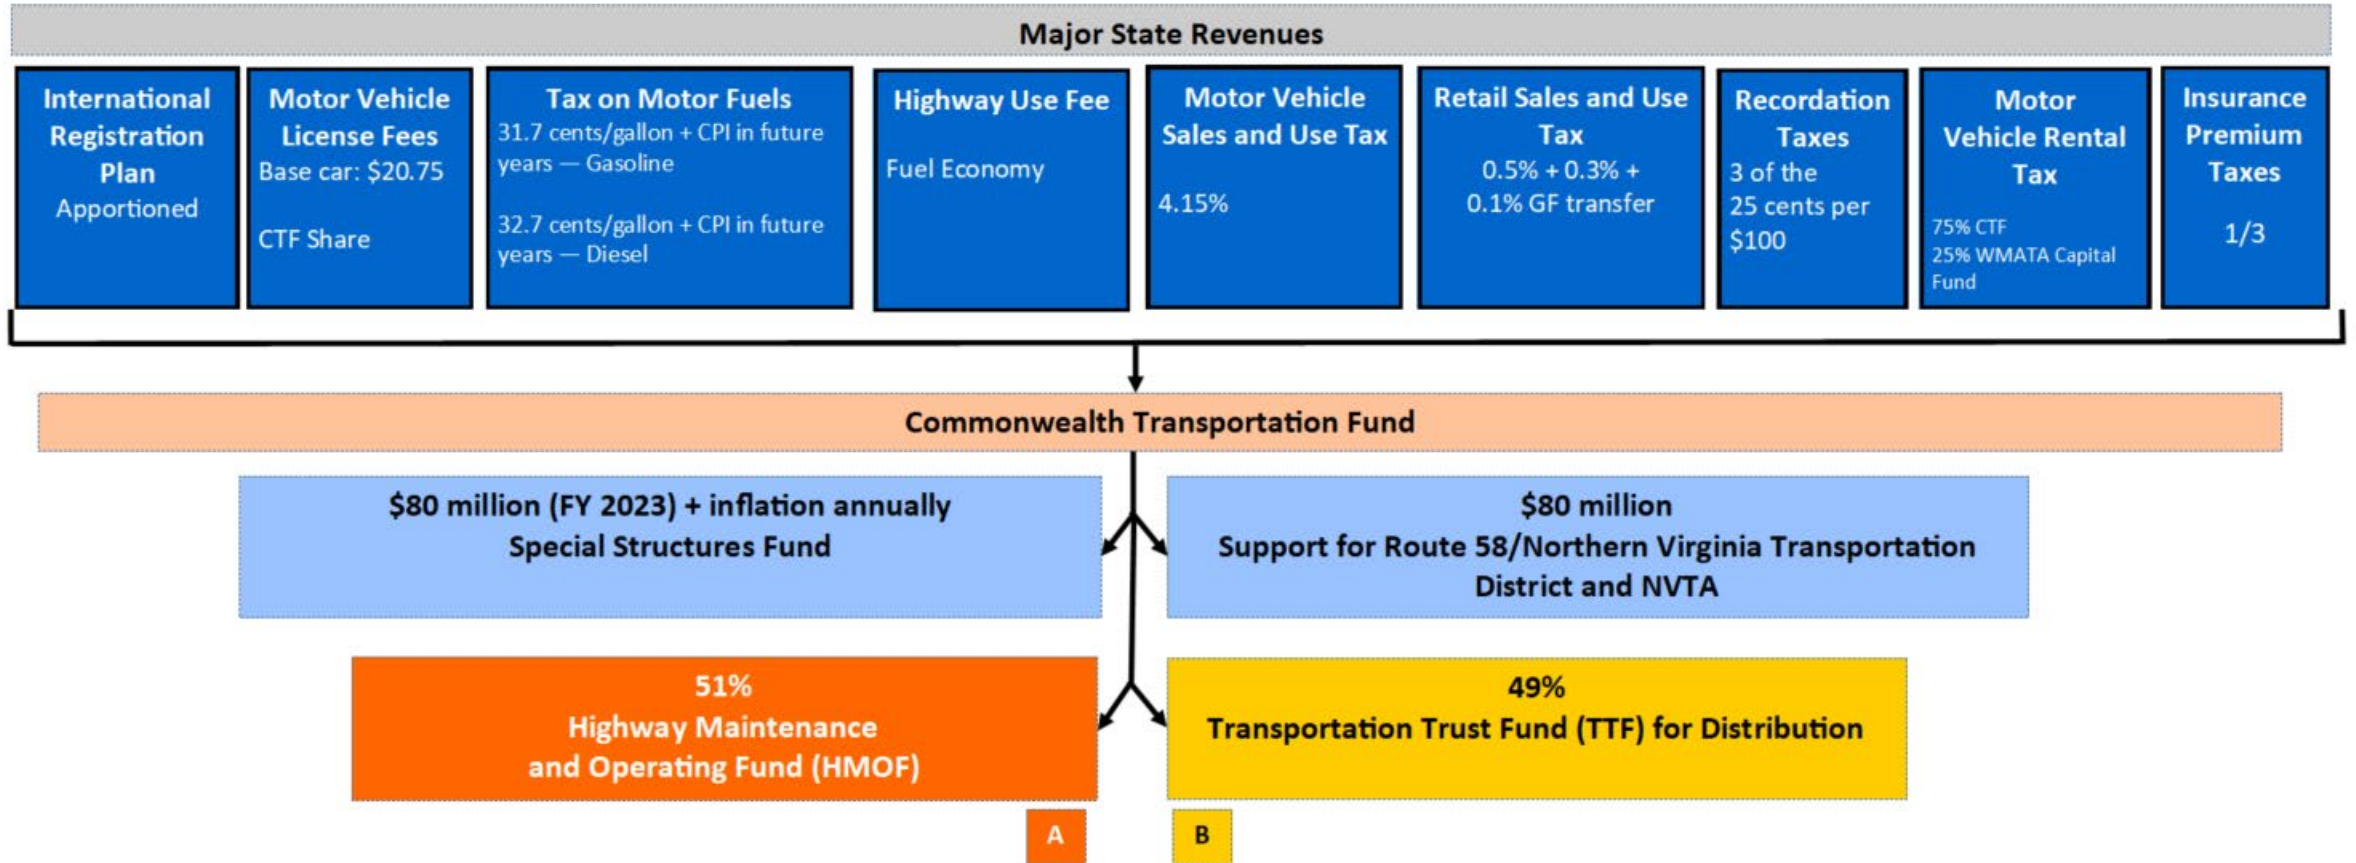 Major State Revenues
International
Registration
Plan
Apportioned
Motor Vehicle
License Fees
Base car: $20.75
CTF Share
Tax on Motor Fuels
31.7 cents/gallon + CPI in future
years — Gasoline
32.7 cents/gallon + CPI in future
years — Diesel
Highway Use Fee
Fuel Economy
Motor Vehicle
Sales and Use Tax
4.15%
Retail Sales and Use
Tax
0.5% + 0.3% +
0.1% GF transfer
Recordation
Taxes
3 of the
25 cents per
$100
Motor
Vehicle Rental
Tax
75% CTF
25% WMATA Capital
Fund
Insurance
Premium
Taxes
1/3
Commonwealth Transportation Fund
$80 million (FY 2023) + inflation annually
Special Structures Fund
$80 million
Support for Route 58/Northern Virginia Transportation
District and NVTA
51%
Highway Maintenance
and Operating Fund (HMOF)
49%
Transportation Trust Fund (TTF) for Distribution
A
B